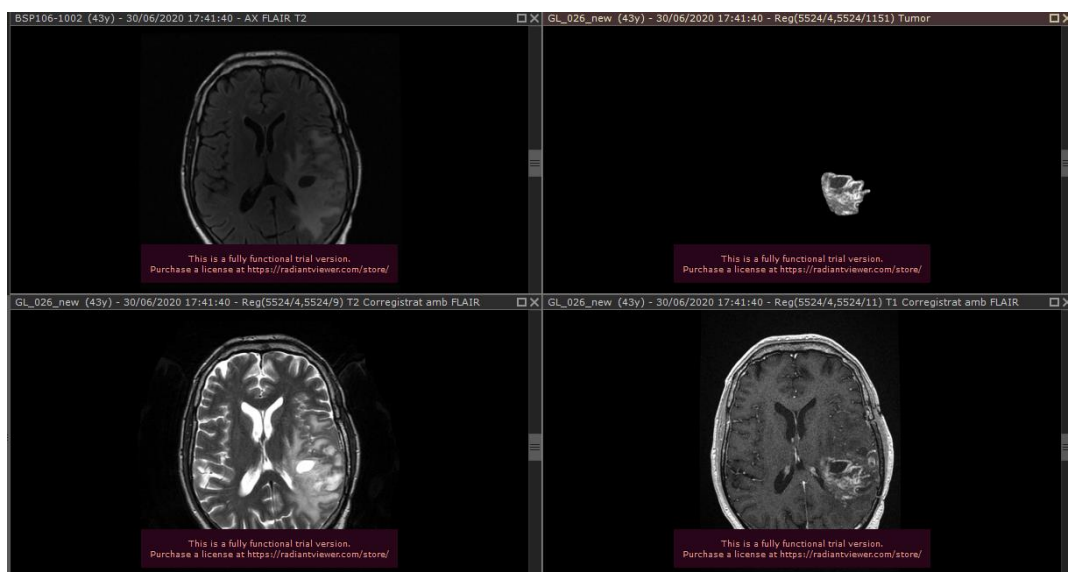 BSP106-1002 (43y) - 30/06/2020 17:41:40 - AX FLAIR T2
This is a fully functional trial version.
Purchase a license at https://radiantviewer.com/store/
GL_026_new (43y) - 30/06/2020 17:41:40 - Reg(5524/4,5524/1151) Tumor
This is a fully functional trial version.
Purchase a license at https://radiantviewer.com/store/
GL_026_new (43y) - 30/06/2020 17:41:40 - Reg(5524/4,5524/9) T2 Corregistrat amb FLAIR
This is a fully functional trial version.
Purchase a license at https://radiantviewer.com/store/
GL_026_new (43y) - 30/06/2020 17:41:40 - Reg(5524/4,5524/11) T1 Corregistrat amb FLAIR
This is a fully functional trial version.
Purchase a license at https://radiantviewer.com/store/